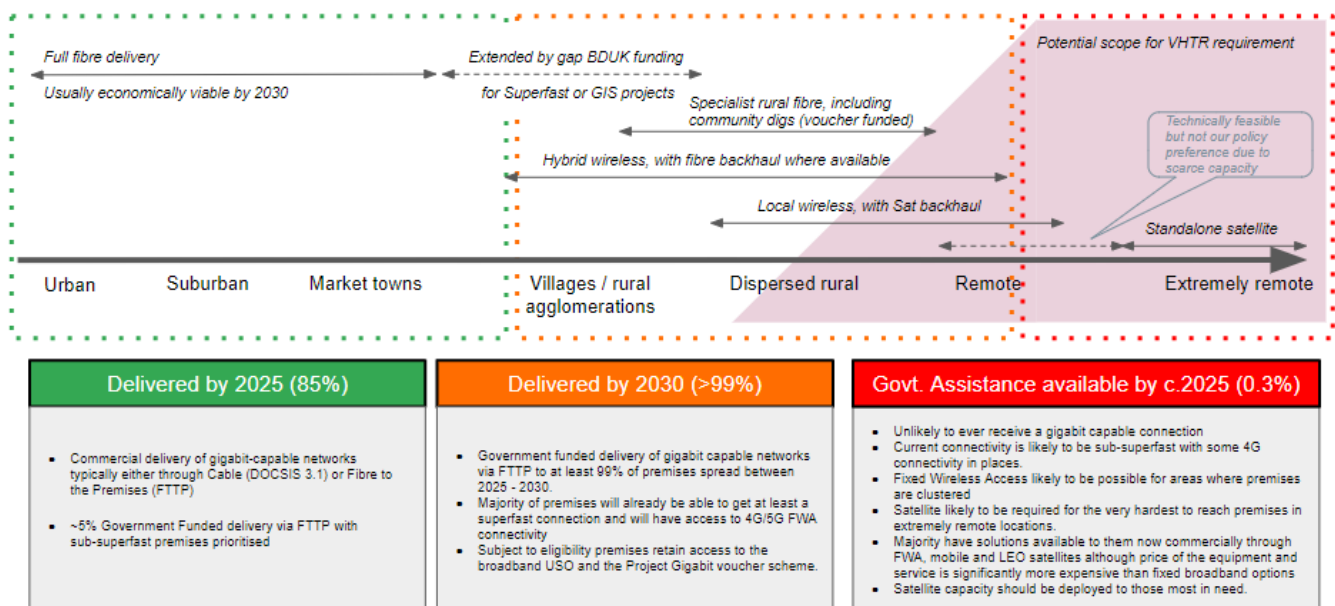 Full fibre delivery
Usually economically viable by 2030
Extended by gap BDUK funding
for Superfast or GIS projects
Specialist rural fibre, including
community digs (voucher funded)
Hybrid wireless, with fibre backhaul where available
Local wireless, with Sat backhaul
Potential scope for VHTR requirement
Technically feasible
but not our policy
preference due to
scarce capacity
Standalone satellite
Urban
Suburban
Market towns
Villages / rural
agglomerations
Dispersed rural
Remote
Extremely remote
Delivered by 2025 (85%)
▪ Commercial delivery of gigabit-capable networks
typically either through Cable (DOCSIS 3.1) or Fibre to
the Premises (FTTP)
▪ ~5% Government Funded delivery via FTTP with
sub-superfast premises prioritised
Delivered by 2030 (>99%)
▪ Government funded delivery of gigabit capable networks
via FTTP to at least 99% of premises spread between
2025 - 2030.
▪ Majority of premises will already be able to get at least a
superfast connection and will have access to 4G/5G FWA
connectivity
▪ Subject to eligibility premises retain access to the
broadband USO and the Project Gigabit voucher scheme.
Govt. Assistance available by c.2025 (0.3%)
▪ Unlikely to ever receive a gigabit capable connection
▪ Current connectivity is likely to be sub-superfast with some 4G
connectivity in places.
▪ Fixed Wireless Access likely to be possible for areas where premises
are clustered
▪ Satellite likely to be required for the very hardest to reach premises in
extremely remote locations.
▪ Majority have solutions available to them now commercially through
FWA, mobile and LEO satellites although price of the equipment and
service is significantly more expensive than fixed broadband options
▪ Satellite capacity should be deployed to those most in need.